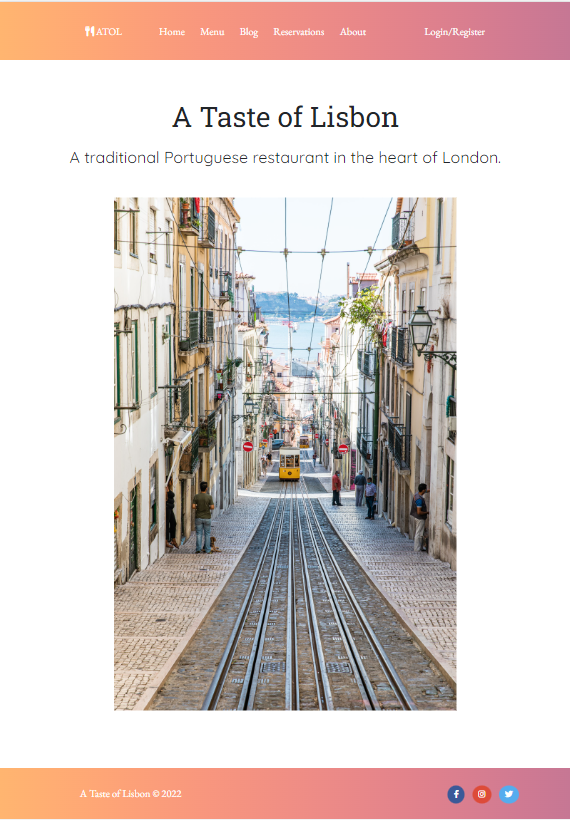 ATOL Home Menu Blog Reservations About Login/Register
A Taste of Lisbon
A traditional Portuguese restaurant in the heart of London.
A Taste of Lisbon © 2022